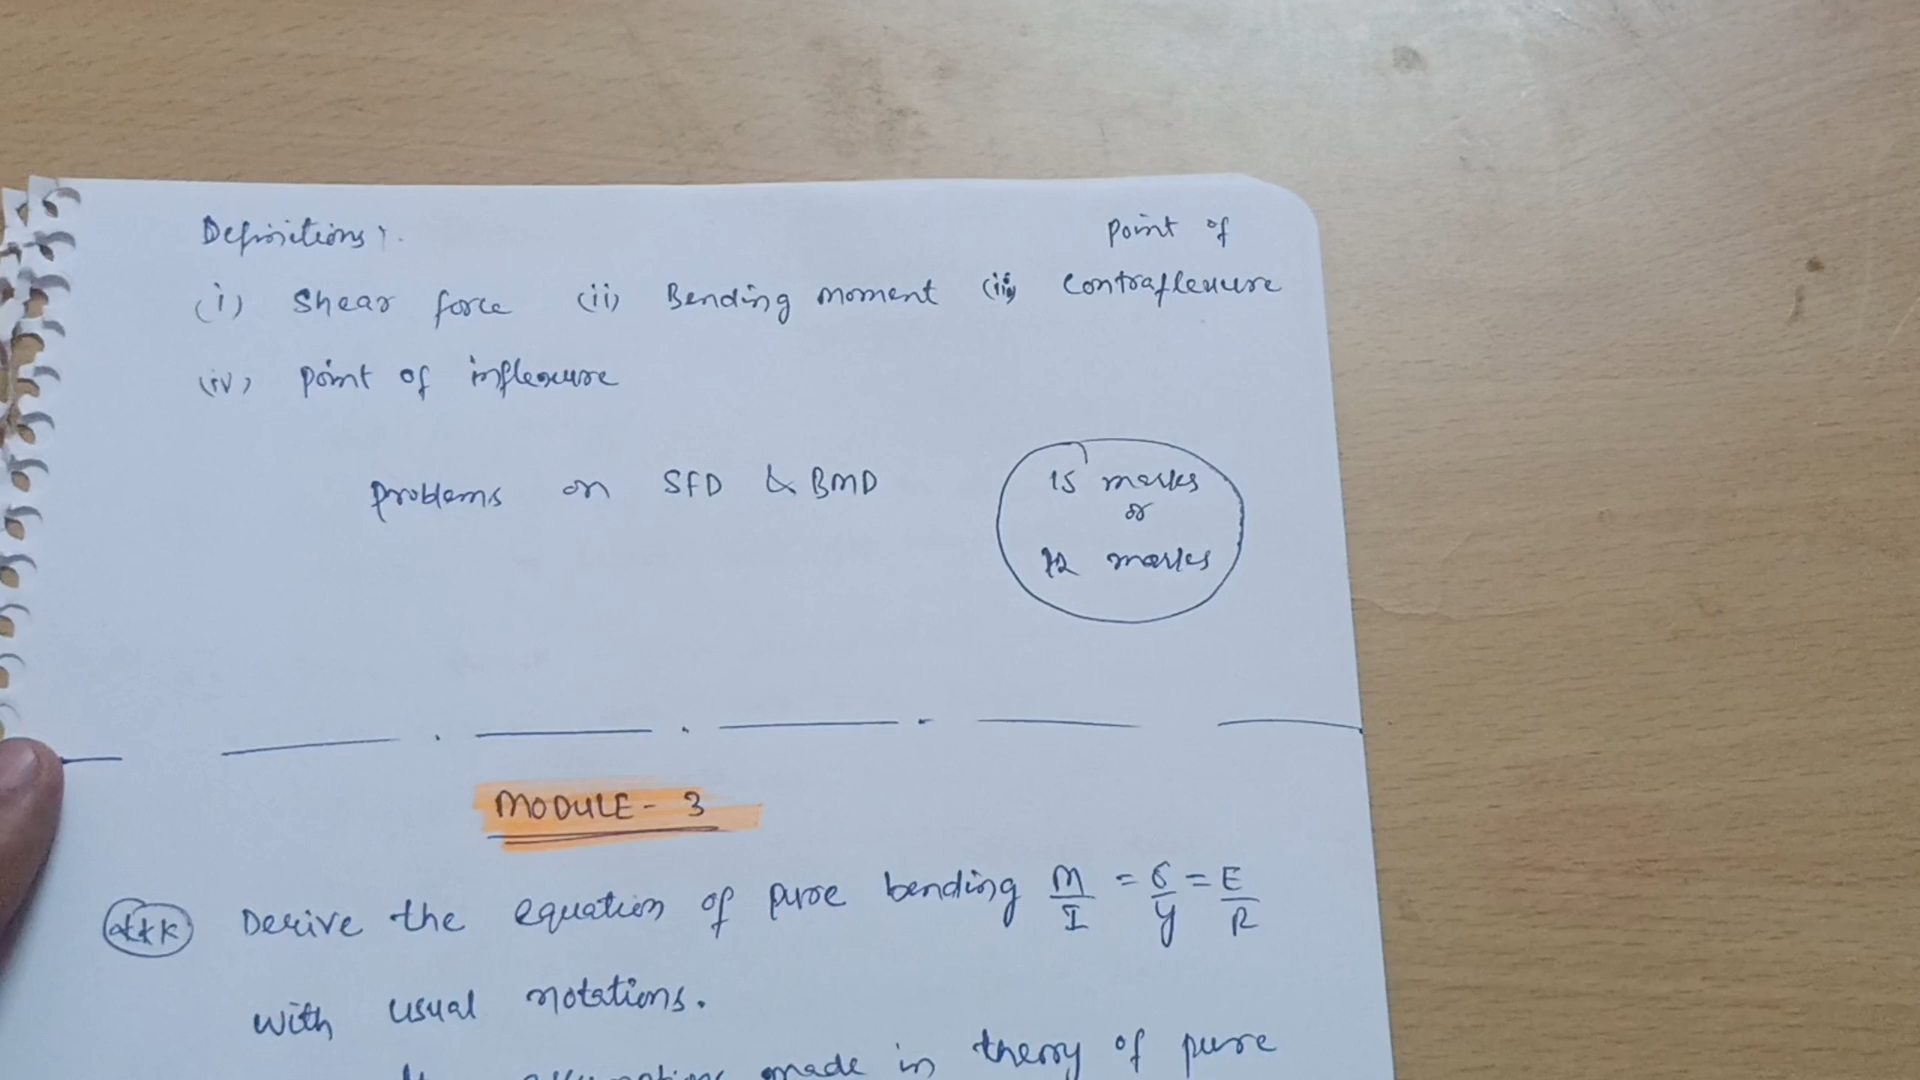 Definitions:
(i) Shear force (ii) Bending moment (iii) Point of contraflexure
(iv) Point of inflexure
Problems on SFD & BMD
15 marks
or
12 marks
MODULE - 3
Derive the equation of pure bending M/I = σ/y = E/R
with usual notations.
made in theory of pure